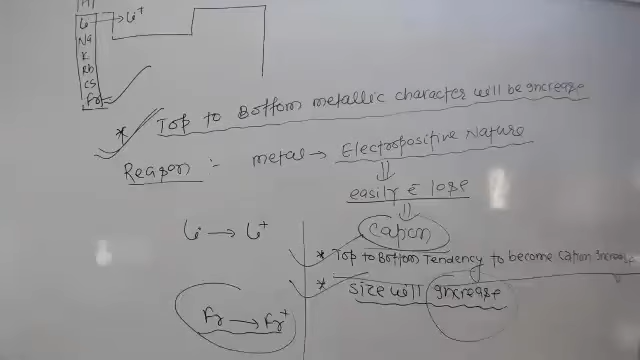 H
Li → Li⁺
Na
K
Rb
Cs
Fr
* Top to Bottom metallic character will be increase
Reason :- metal → Electropositive Nature
⇓
easily e lose
⇓
Li → Li⁺
Cation
* Top to Bottom Tendency to become Cation increase
* size will increase
Fr → Fr⁺